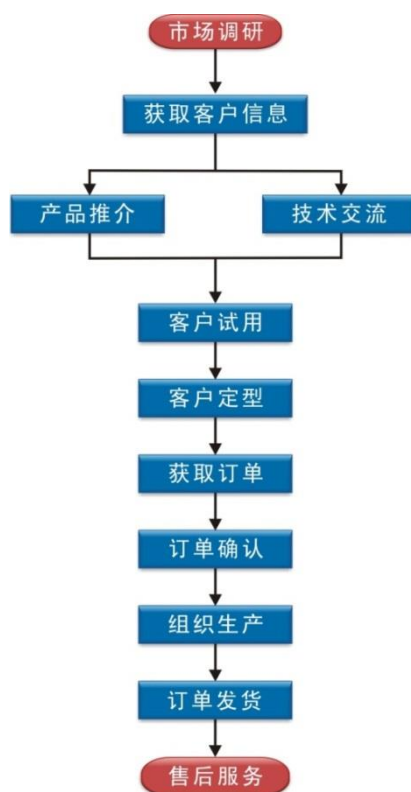 市场调研
获取客户信息
产品推介
技术交流
客户试用
客户定型
获取订单
订单确认
组织生产
订单发货
售后服务